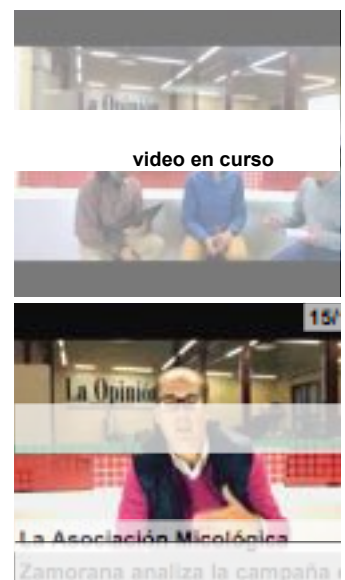 La Opinión
video en curso
15/
La Opinión
La Asociación Micológica
Zamorana analiza la campaña